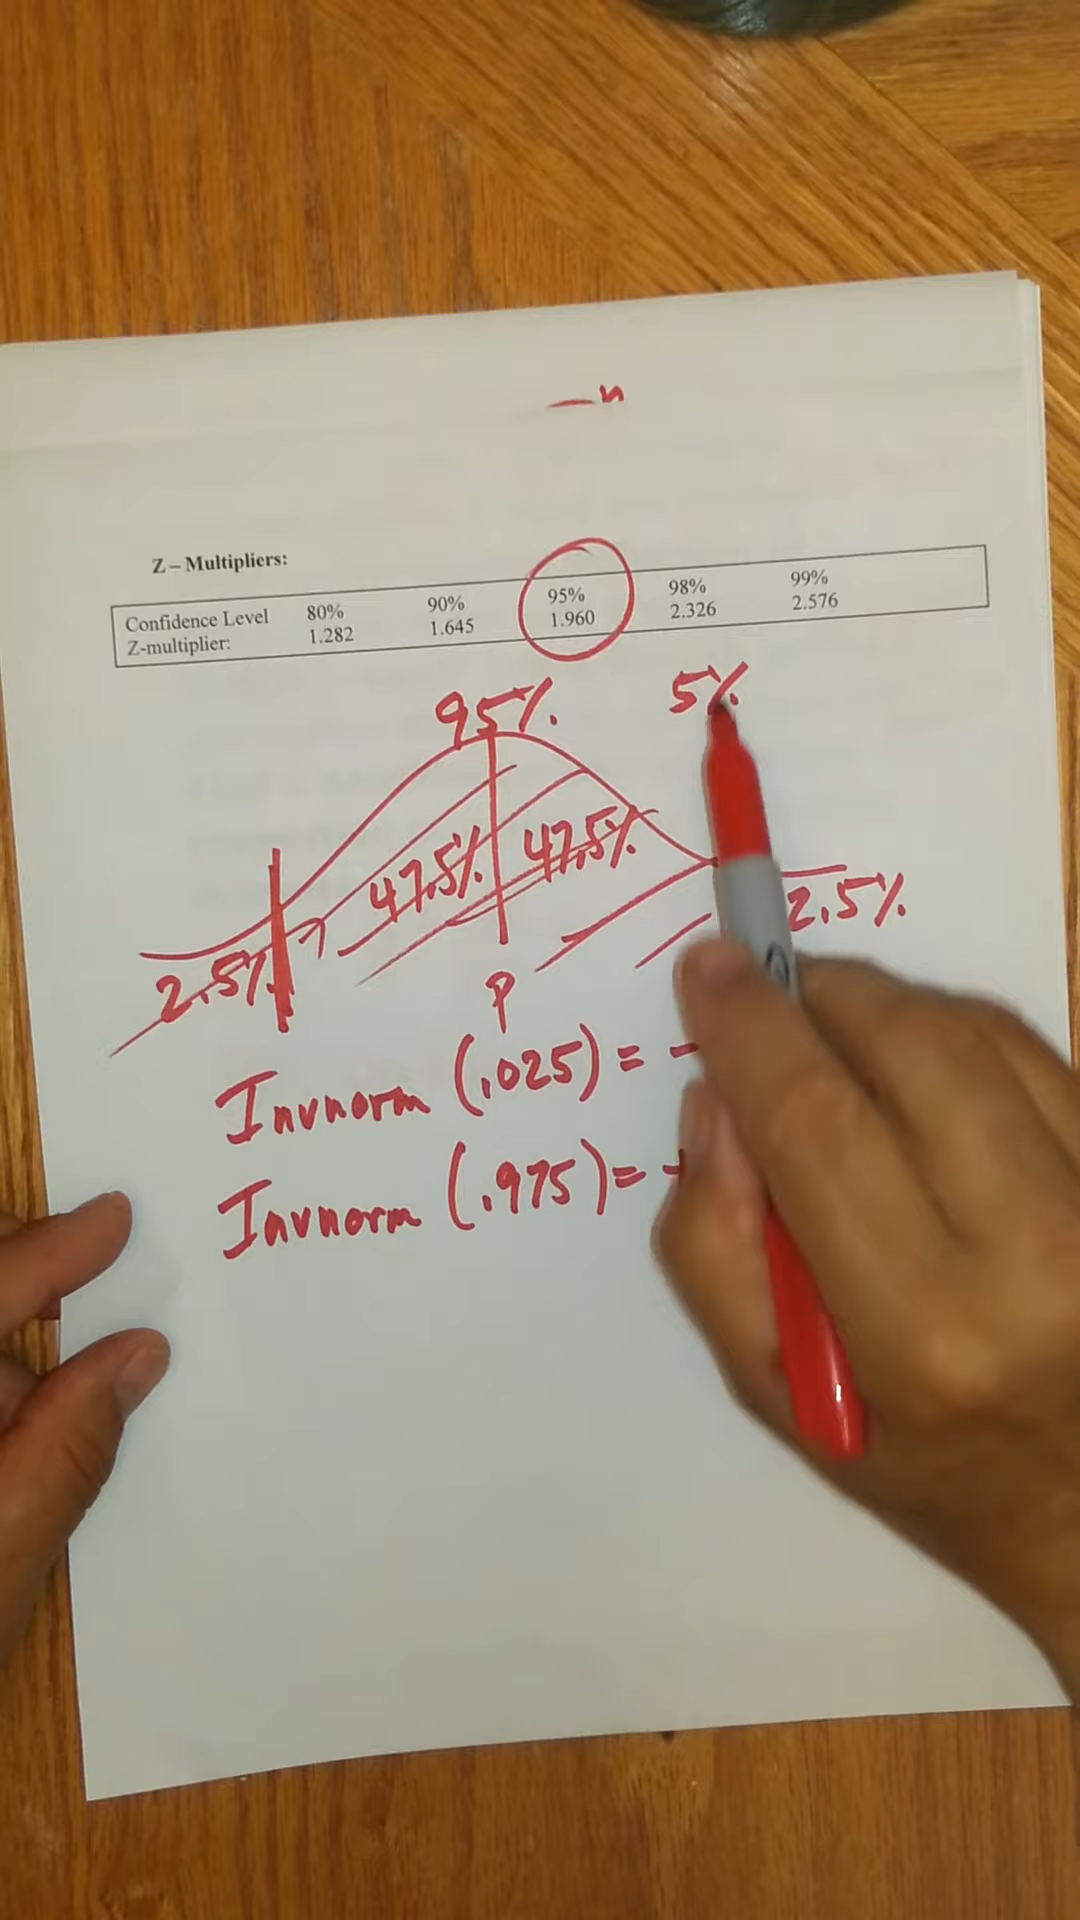 n
Z – Multipliers:
Confidence Level 80% 90% 95% 98% 99%
Z-multiplier: 1.282 1.645 1.960 2.326 2.576
95% 5%
47.5% 47.5%
2.5% 2.5%
P
Invnorm (.025) = -
Invnorm (.975) = +